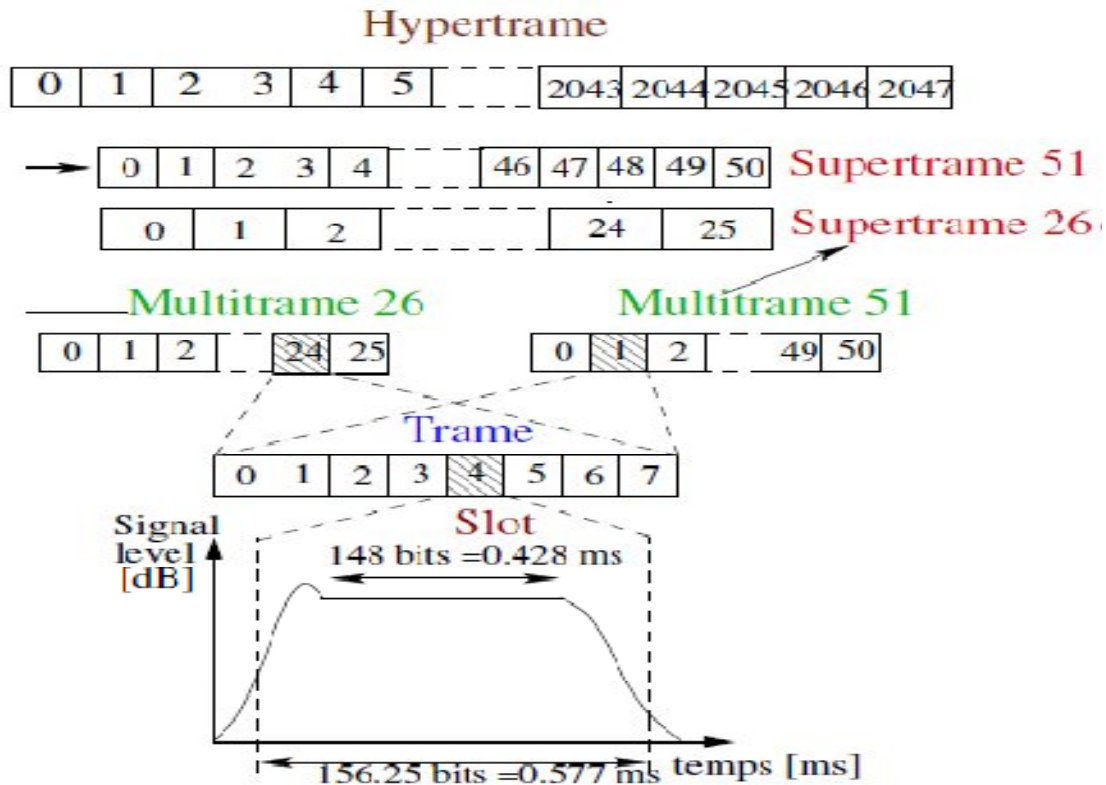 Hypertrame
0 1 2 3 4 5 2043 2044 2045 2046 2047
0 1 2 3 4 46 47 48 49 50 Supertrame 51
0 1 2 24 25 Supertrame 26
Multitrame 26 Multitrame 51
0 1 2 24 25 0 1 2 49 50
Trame
0 1 2 3 4 5 6 7
Signal
level
[dB]
Slot
148 bits =0.428 ms
156.25 bits =0.577 ms
temps [ms]